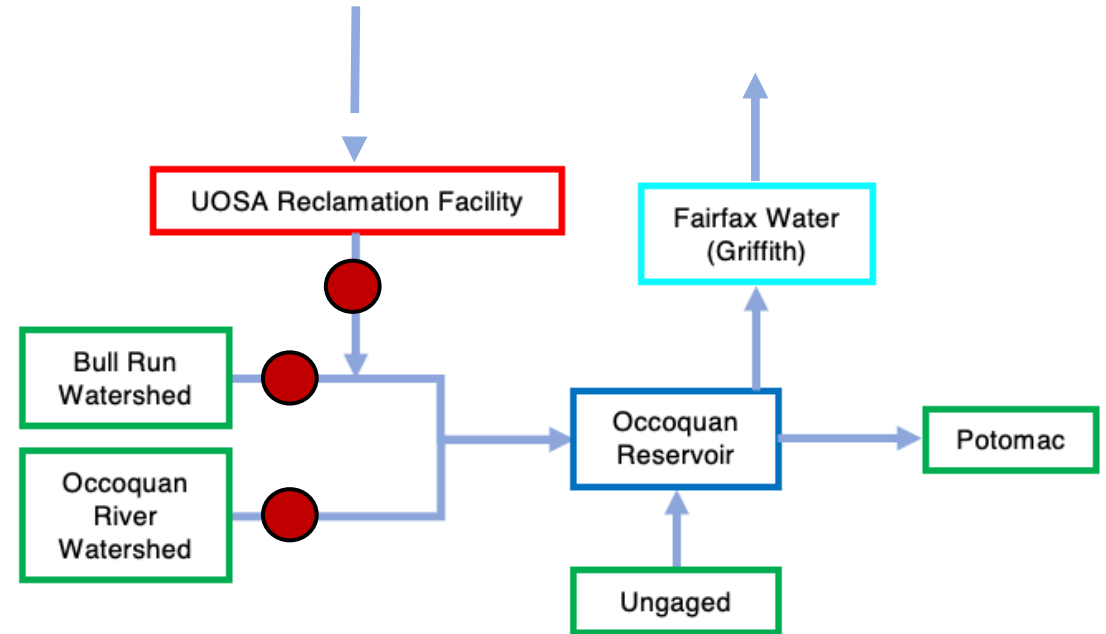 UOSA Reclamation Facility
Fairfax Water
(Griffith)
Bull Run
Watershed
Occoquan
Reservoir
Potomac
Occoquan
River
Watershed
Ungaged